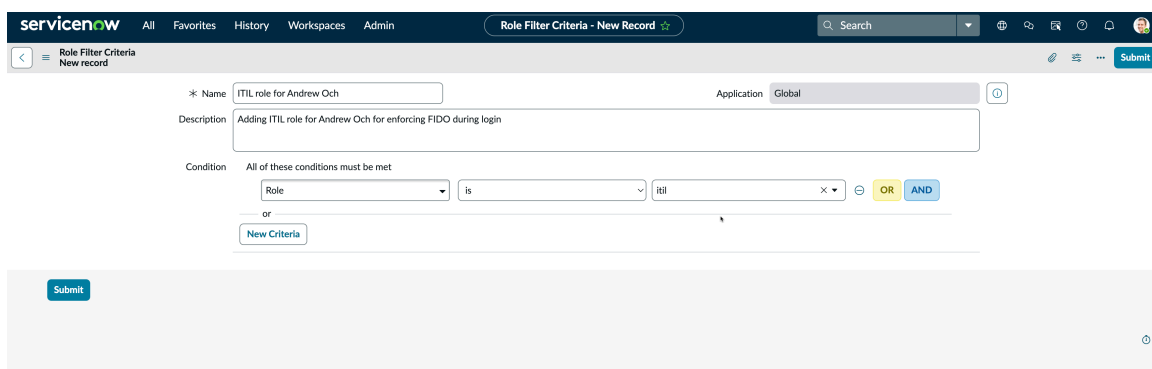 servicenow All Favorites History Workspaces Admin Role Filter Criteria - New Record Search
Role Filter Criteria
New record
Submit
Name ITIL role for Andrew Och Application Global
Description Adding ITIL role for Andrew Och for enforcing FIDO during login
Condition All of these conditions must be met
Role is itil OR AND
or
New Criteria
Submit